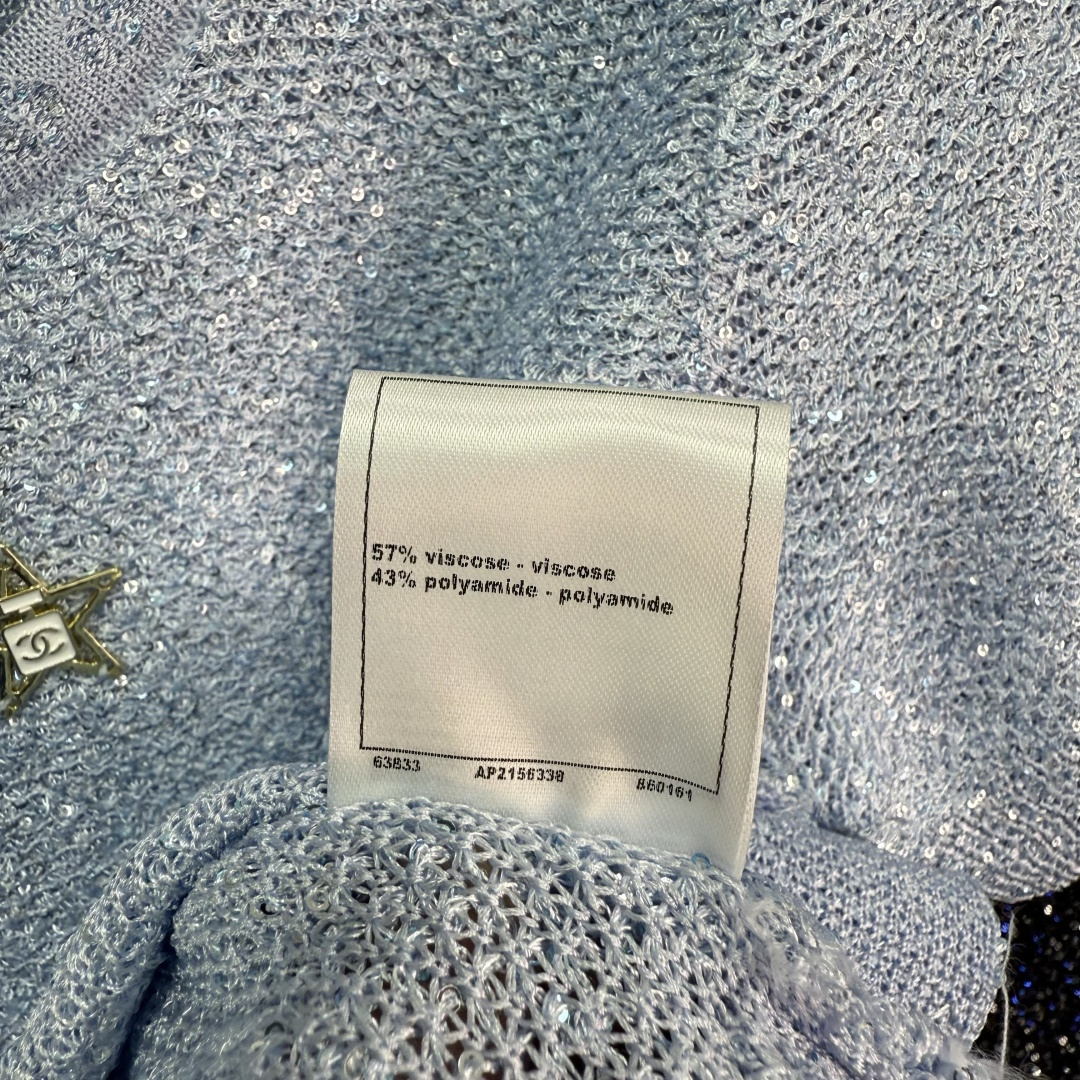 57% viscose - viscose
43% polyamide - polyamide
63833 AP2156338 860161